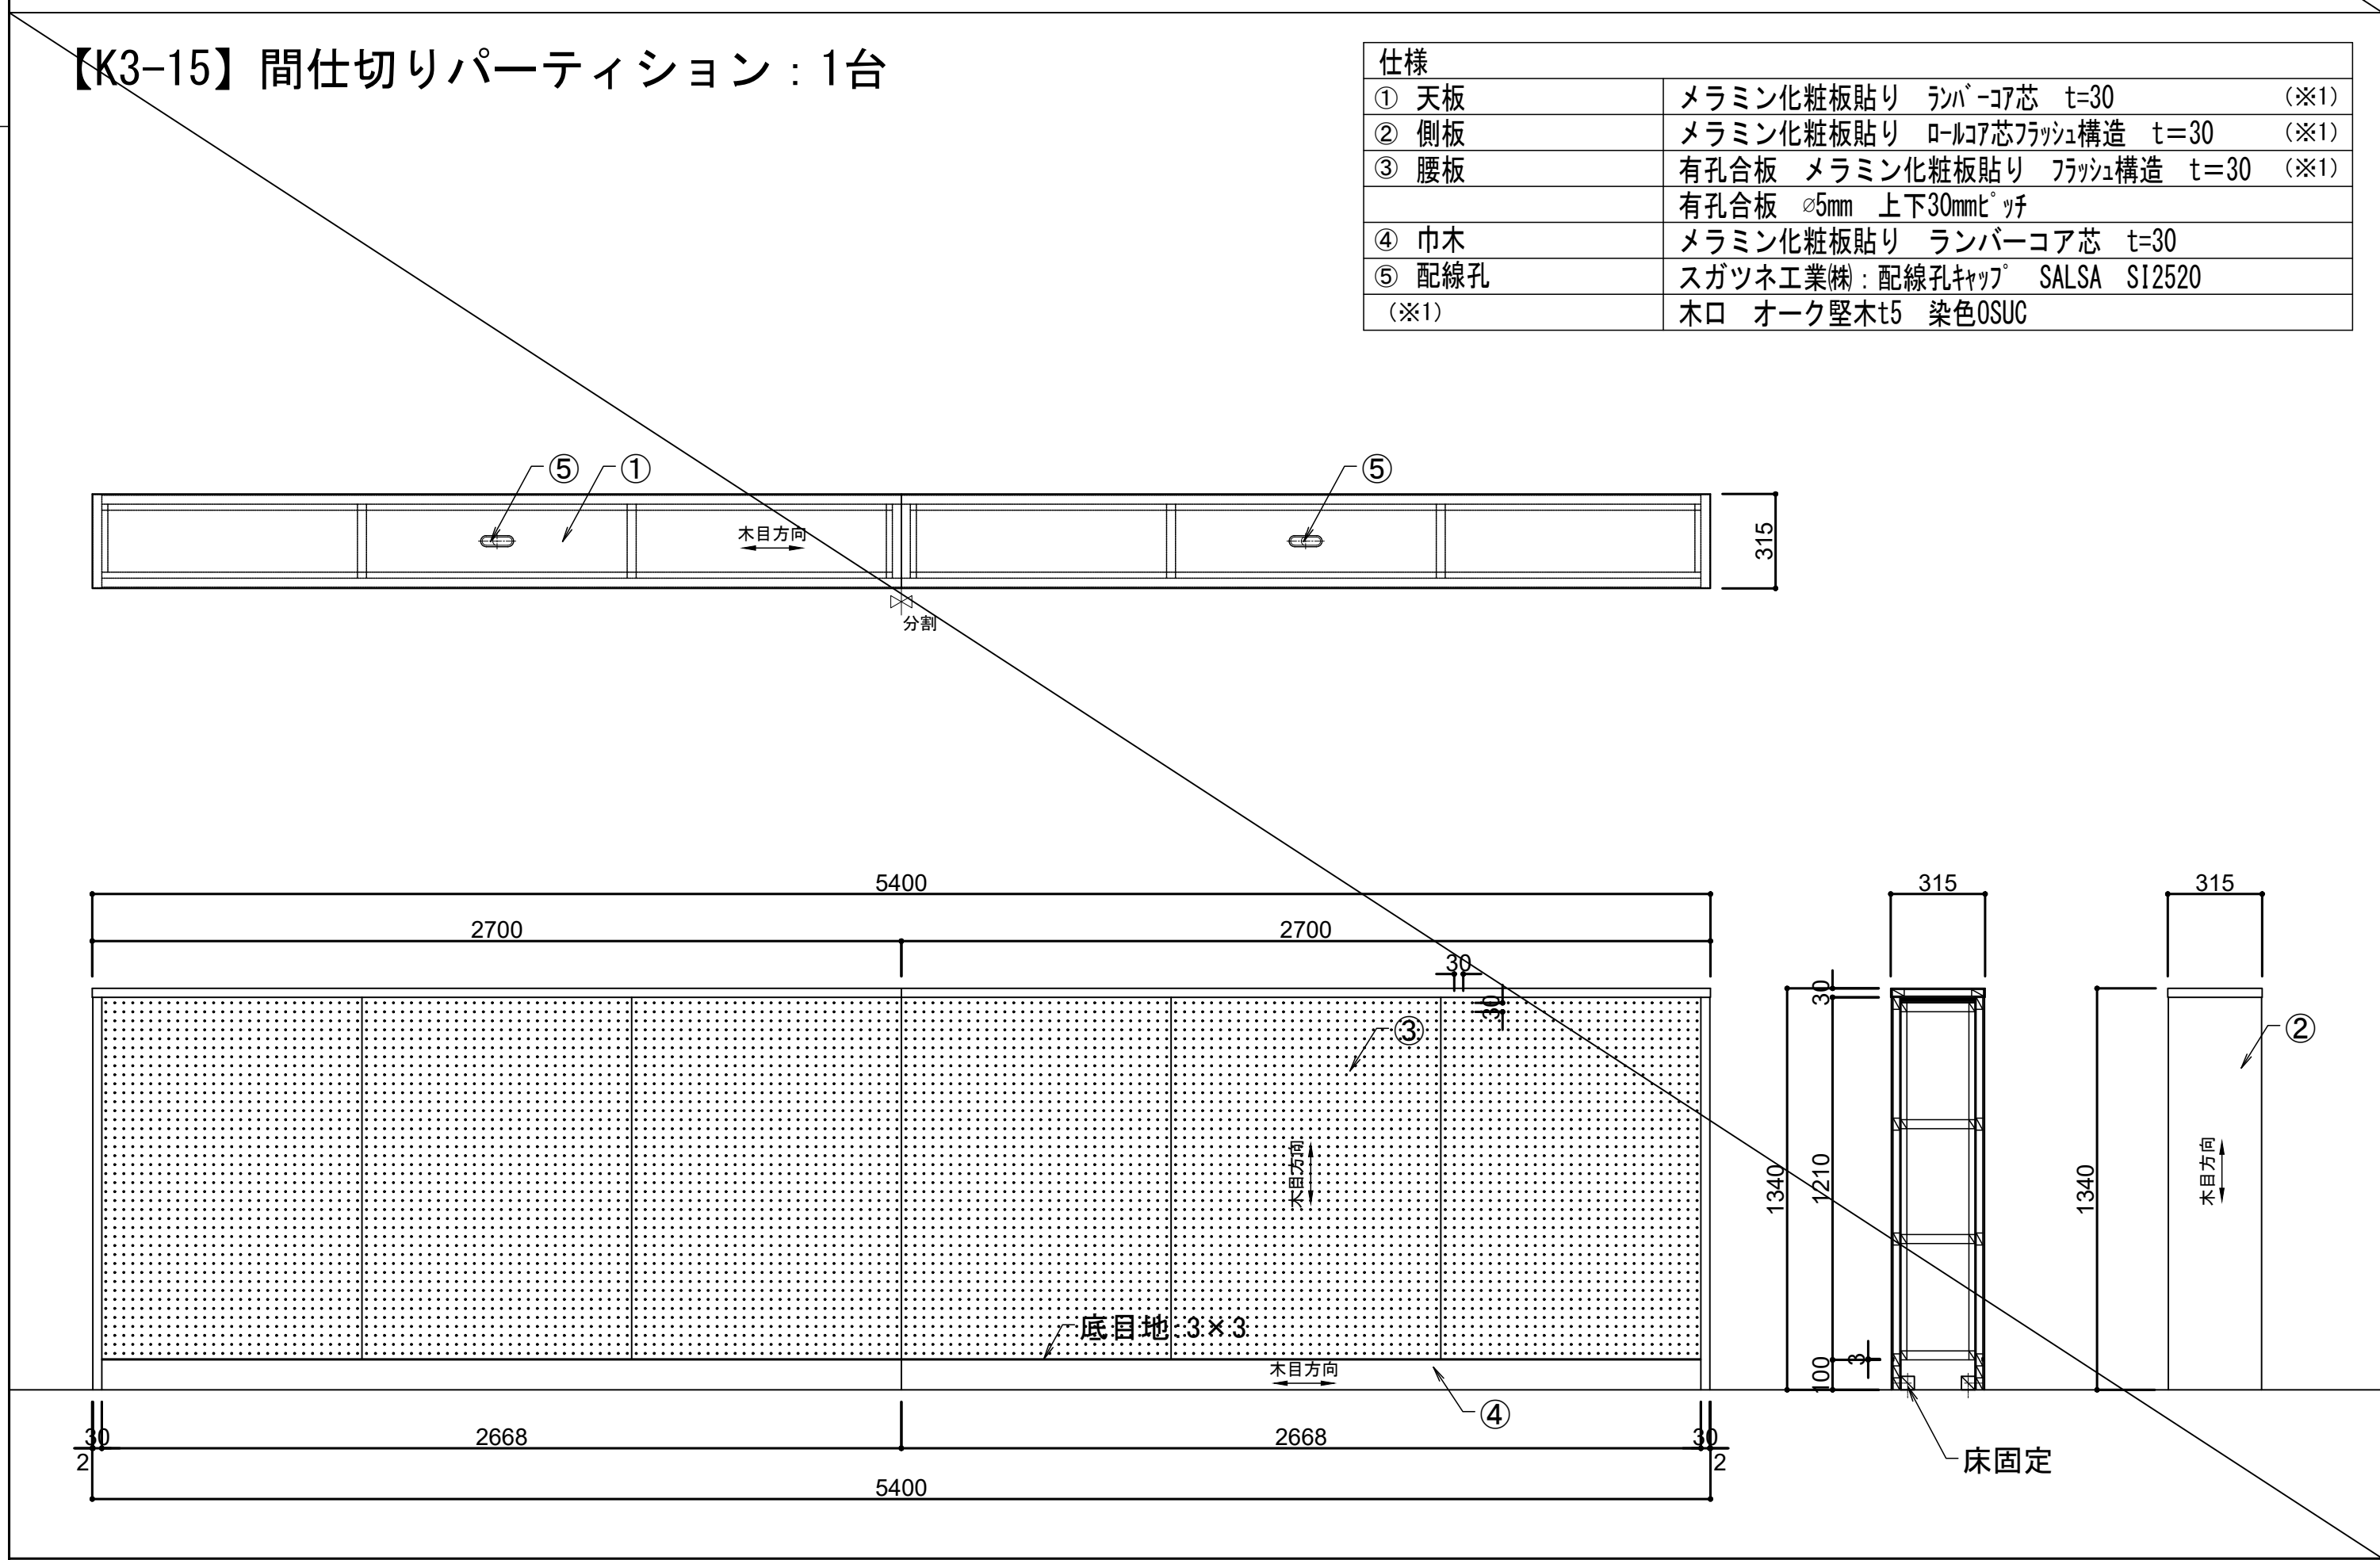 【K3-15】間仕切りパーティション：1台
仕様
① 天板 メラミン化粧板貼り ﾗﾝﾊﾞｰｺｱ芯 t=30 (※1)
② 側板 メラミン化粧板貼り ﾛｰﾙｺｱ芯ﾌﾗｯｼｭ構造 t＝30 (※1)
③ 腰板 有孔合板 メラミン化粧板貼り ﾌﾗｯｼｭ構造 t＝30 (※1)
有孔合板 ∅5mm 上下30mmﾋﾟｯﾁ
④ 巾木 メラミン化粧板貼り ランバーコア芯 t=30
⑤ 配線孔 スガツネ工業㈱：配線孔ｷｬｯﾌﾟ SALSA SI2520
(※1) 木口 オーク堅木t5 染色OSUC
⑤ ① ⑤
木目方向
315
分割
5400 315 315
2700 2700
30
30
30
③
②
木目方向
木目方向
1340 1210 1340
底目地:3×3
木目方向
100 3
④
30 2668 2668 30
2 2
床固定
5400